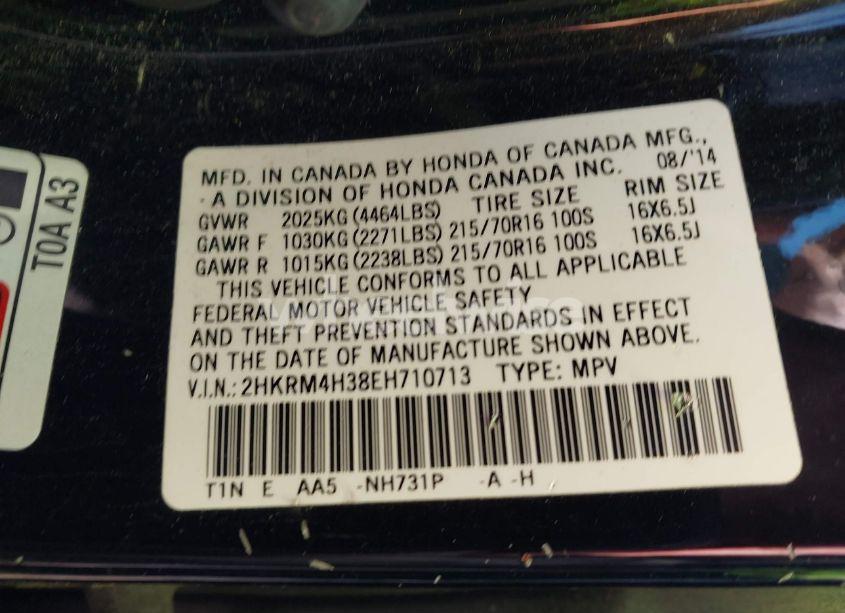 MFD. IN CANADA BY HONDA OF CANADA MFG.,
A DIVISION OF HONDA CANADA INC. 08/'14
GVWR 2025KG (4464LBS) TIRE SIZE RIM SIZE
GAWR F 1030KG (2271LBS) 215/70R16 100S 16X6.5J
GAWR R 1015KG (2238LBS) 215/70R16 100S 16X6.5J
THIS VEHICLE CONFORMS TO ALL APPLICABLE
FEDERAL MOTOR VEHICLE SAFETY
AND THEFT PREVENTION STANDARDS IN EFFECT
ON THE DATE OF MANUFACTURE SHOWN ABOVE.
V.I.N.: 2HKRM4H38EH710713 TYPE: MPV
T1N E AA5 -NH731P -A -H
T0A A3